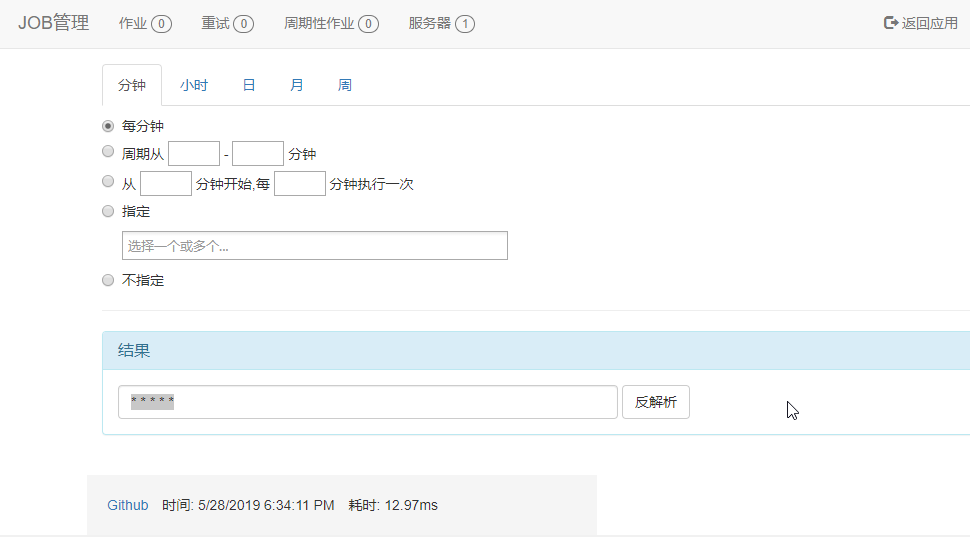 JOB管理 作业 0 重试 0 周期性作业 0 服务器 1 返回应用
分钟 小时 日 月 周
每分钟
周期从 - 分钟
从 分钟开始,每 分钟执行一次
指定
选择一个或多个...
不指定
结果
* * * * * 反解析
Github 时间: 5/28/2019 6:34:11 PM 耗时: 12.97ms